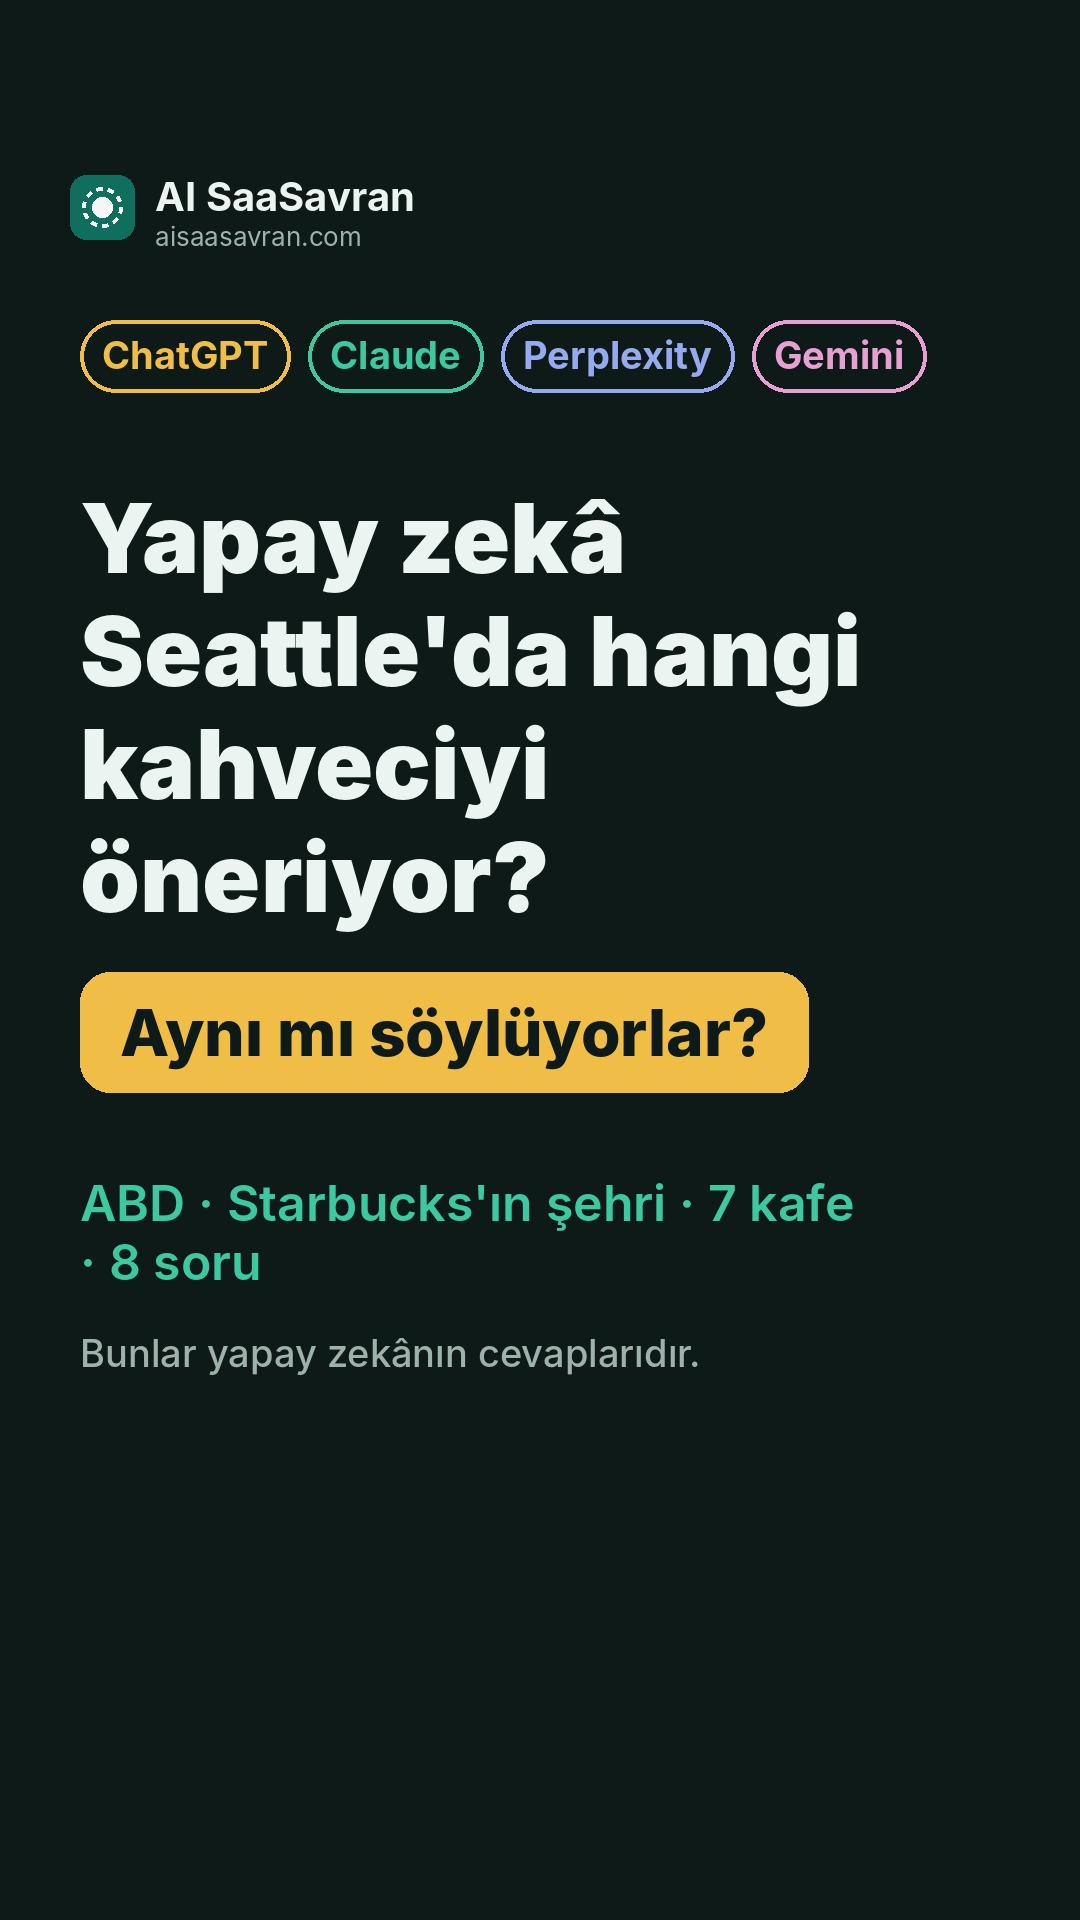 AI SaaSavran
aisaasavran.com
ChatGPT Claude Perplexity Gemini
Yapay zekâ
Seattle'da hangi
kahveciyi
öneriyor?
Aynı mı söylüyorlar?
ABD · Starbucks'ın şehri · 7 kafe
· 8 soru
Bunlar yapay zekânın cevaplarıdır.